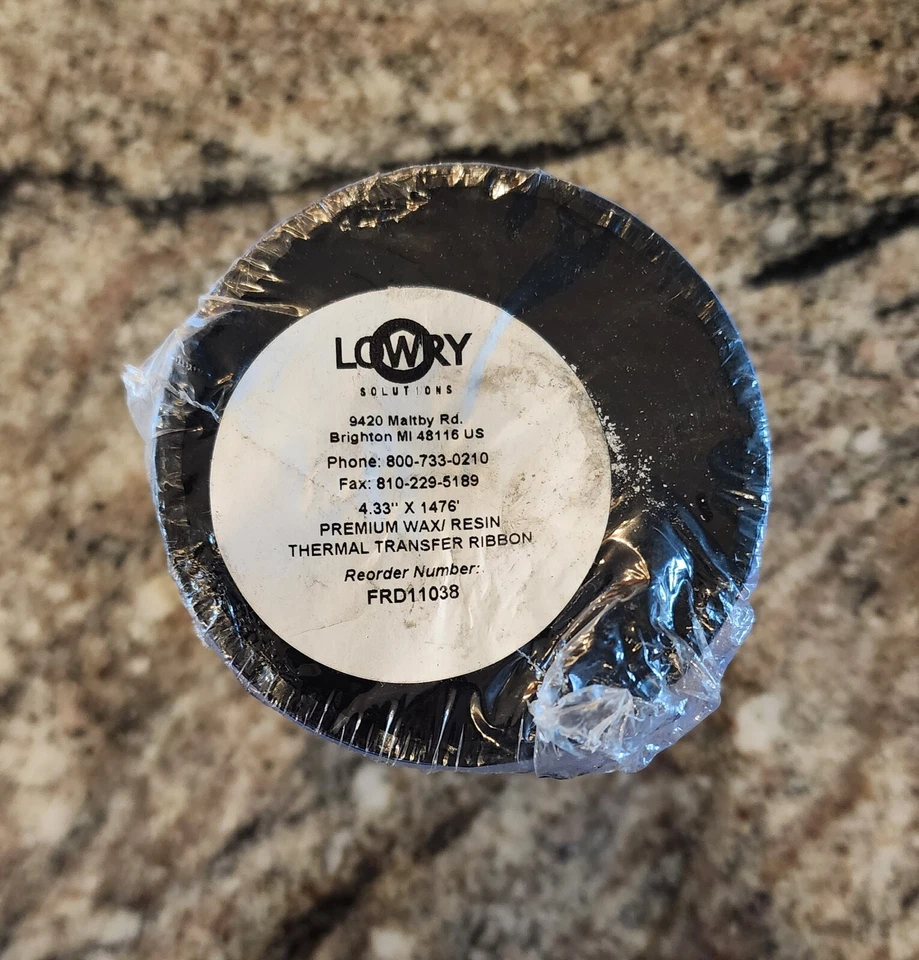 LOWRY
SOLUTIONS
9420 Maltby Rd.
Brighton MI 48116 US
Phone: 800-733-0210
Fax: 810-229-5189
4.33" X 1476'
PREMIUM WAX/ RESIN
THERMAL TRANSFER RIBBON
Reorder Number:
FRD11038